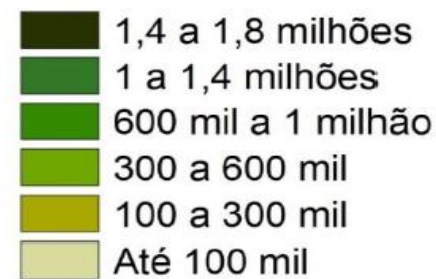 1,4 a 1,8 milhões
1 a 1,4 milhões
600 mil a 1 milhão
300 a 600 mil
100 a 300 mil
Até 100 mil